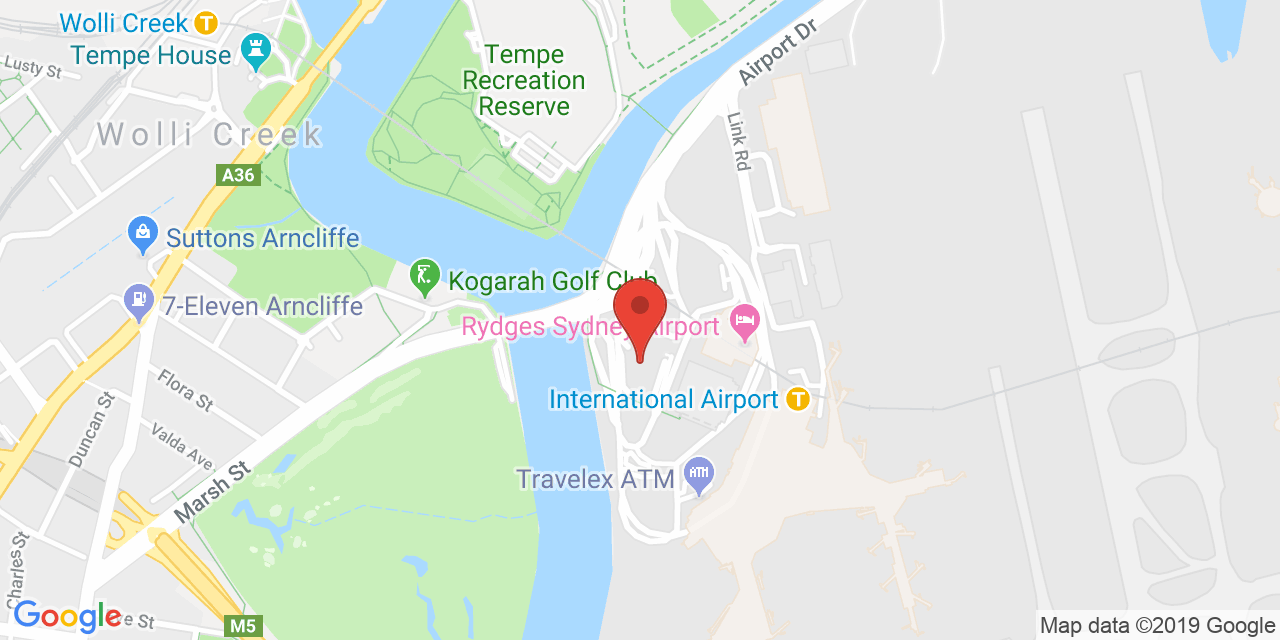 Wolli Creek
Tempe House
Lusty St
Tempe
Recreation
Reserve
Airport Dr
Link Rd
Wolli Creek
A36
Suttons Arncliffe
Kogarah Golf Club
7-Eleven Arncliffe
Rydges Sydney Airport
International Airport
Flora St
Duncan St
Valda Ave
Marsh St
Travelex ATM
ATM
Charles St
Google
St
M5
Map data ©2019 Google